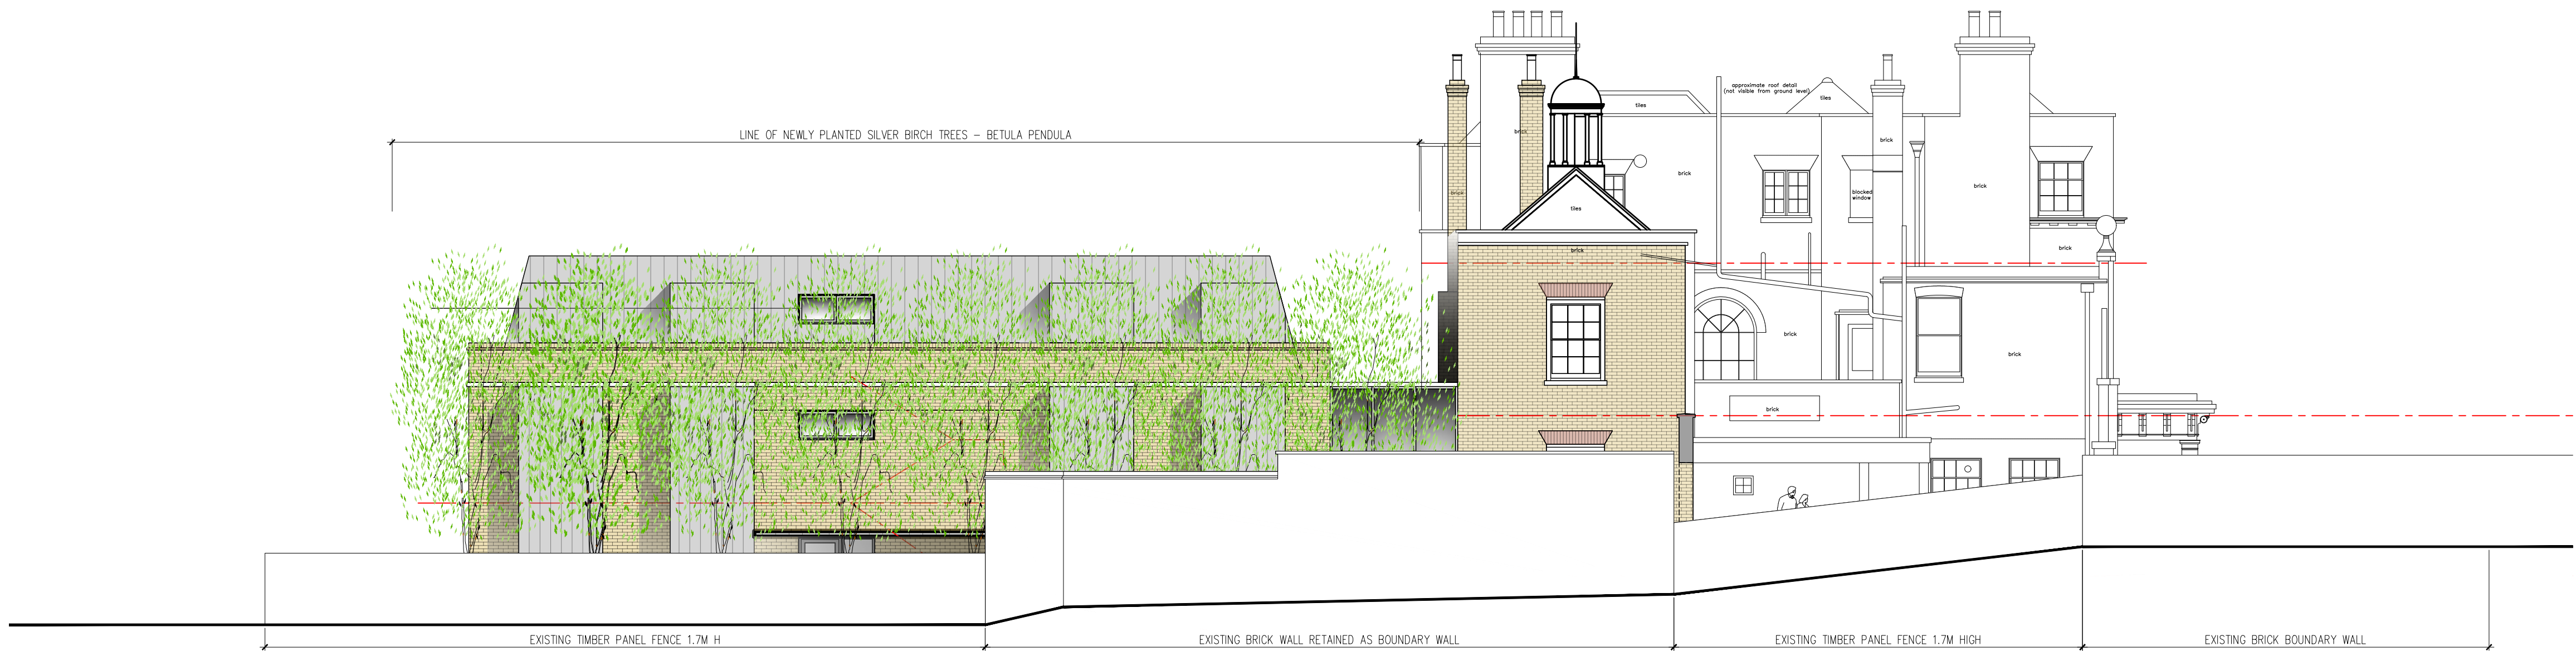 approximate roof detail
(not visible from ground level)
tiles
tiles
LINE OF NEWLY PLANTED SILVER BIRCH TREES - BETULA PENDULA
brick
brick
brick
brick
brick
blocked
window
brick
tiles
brick
brick
brick
brick
brick
EXISTING TIMBER PANEL FENCE 1.7M H
EXISTING BRICK WALL RETAINED AS BOUNDARY WALL
EXISTING TIMBER PANEL FENCE 1.7M HIGH
EXISTING BRICK BOUNDARY WALL